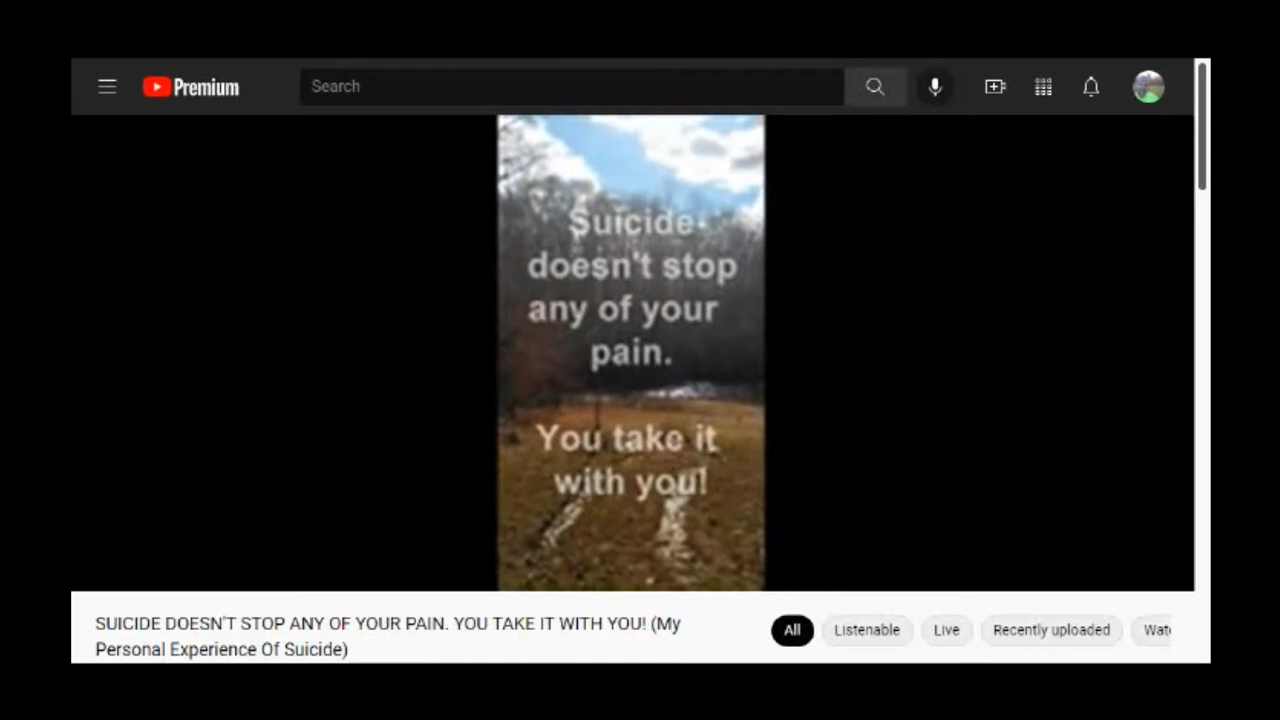 Premium
Search
Suicide-
doesn't stop
any of your
pain.
You take it
with you!
SUICIDE DOESN'T STOP ANY OF YOUR PAIN. YOU TAKE IT WITH YOU! (My
Personal Experience Of Suicide)
All
Listenable
Live
Recently uploaded